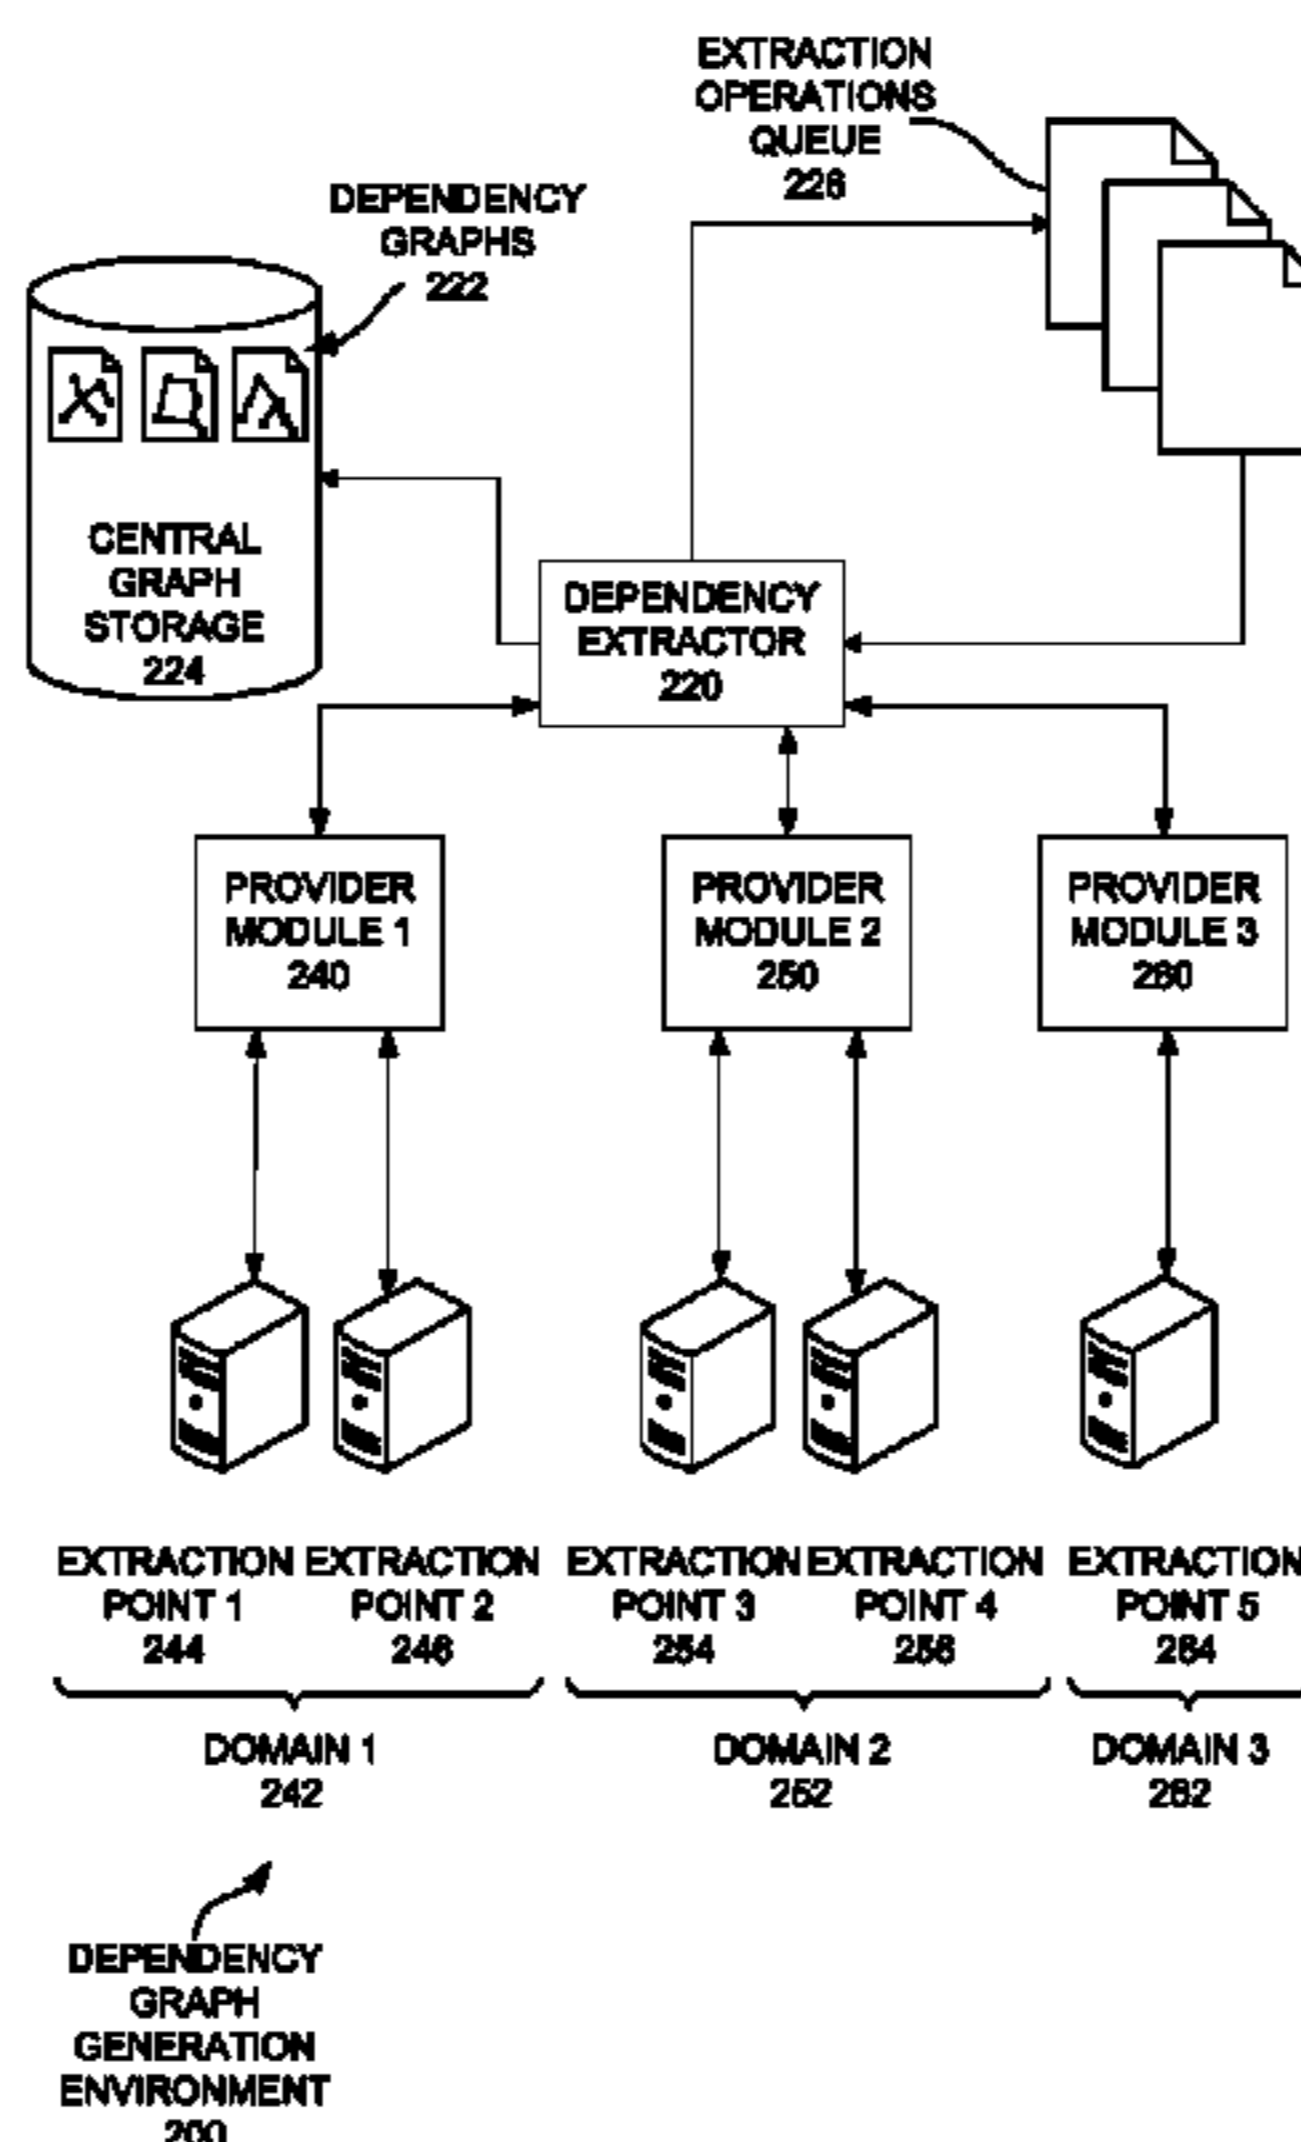 EXTRACTION
OPERATIONS
QUEUE
226
DEPENDENCY
GRAPHS
222
CENTRAL
GRAPH
STORAGE
224
DEPENDENCY
EXTRACTOR
220
PROVIDER
MODULE 1
240
PROVIDER
MODULE 2
250
PROVIDER
MODULE 3
260
EXTRACTION
POINT 1
244
EXTRACTION
POINT 2
246
EXTRACTION
POINT 3
254
EXTRACTION
POINT 4
256
EXTRACTION
POINT 5
264
DOMAIN 1
242
DOMAIN 2
252
DOMAIN 3
262
DEPENDENCY
GRAPH
GENERATION
ENVIRONMENT
200